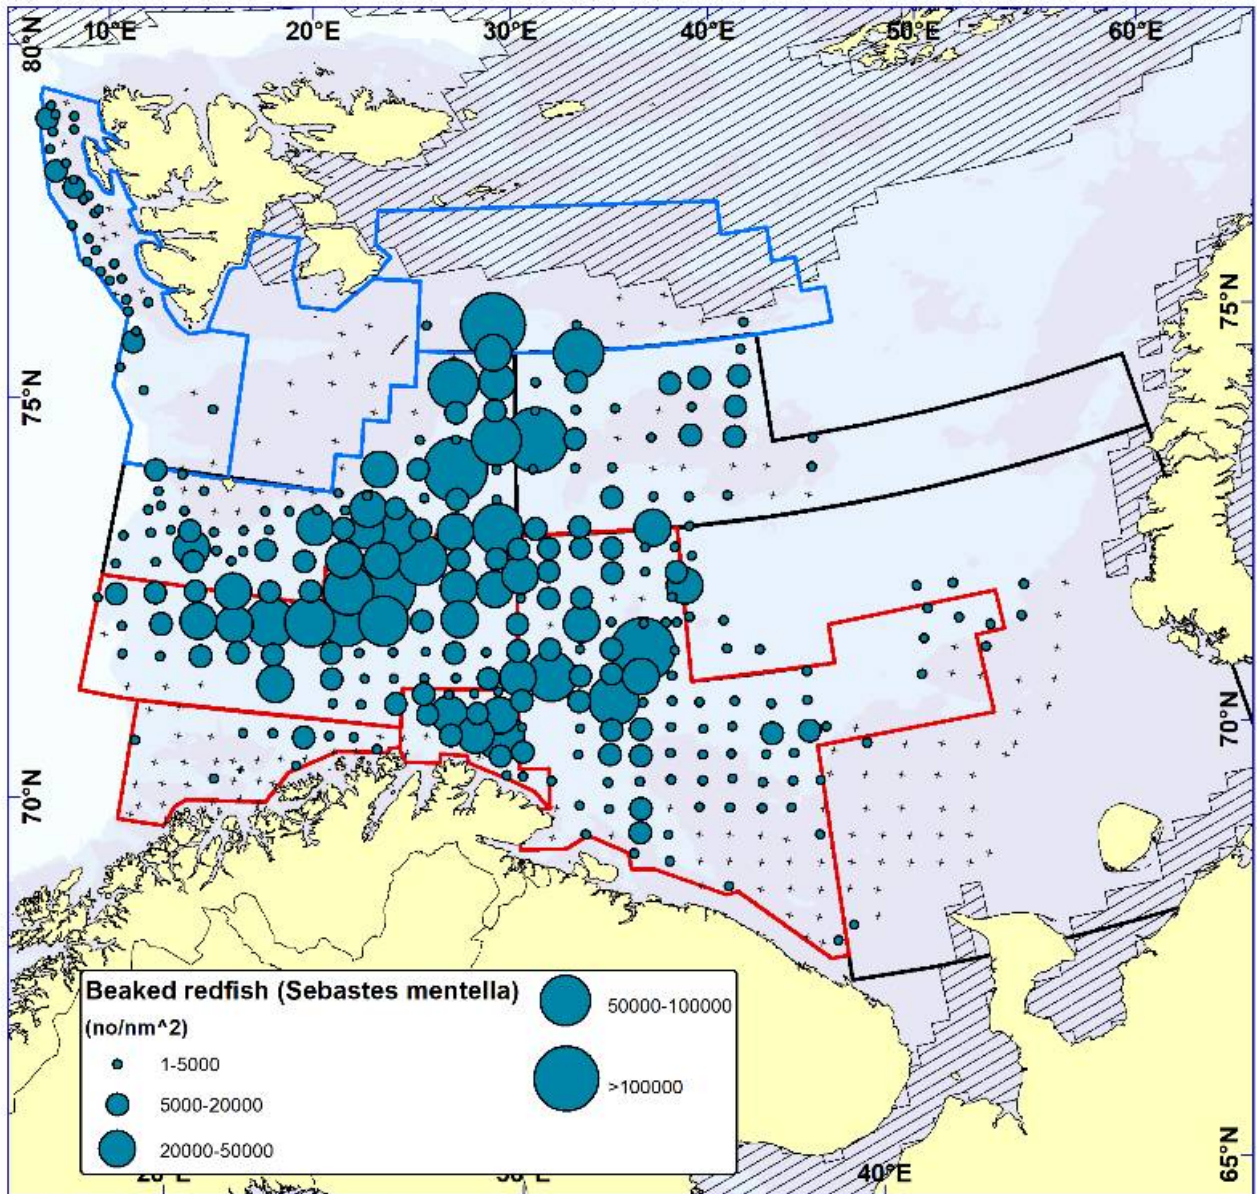 10°E 20°E 30°E 40°E 50°E 60°E
80°N
75°N
75°N
70°N
70°N
65°N
Beaked redfish (Sebastes mentella)
(no/nm^2)
1-5000
5000-20000
20000-50000
50000-100000
>100000
40°E